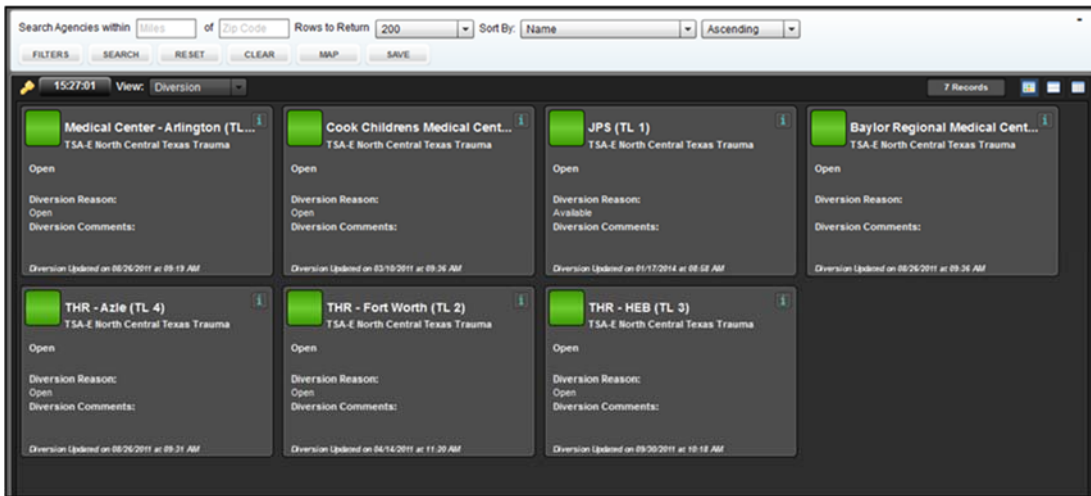 Search Agencies within Miles of Zip Code Rows to Return 200 Sort By: Name Ascending
FILTERS SEARCH RESET CLEAR MAP SAVE
15:27:01 View: Diversion 7 Records
Medical Center - Arlington (TL...
TSA-E North Central Texas Trauma
Open
Diversion Reason:
Open
Diversion Comments:
Diversion Updated on 08/26/2011 at 09:19 AM
Cook Childrens Medical Cent...
TSA-E North Central Texas Trauma
Open
Diversion Reason:
Open
Diversion Comments:
Diversion Updated on 03/10/2011 at 09:36 AM
JPS (TL 1)
TSA-E North Central Texas Trauma
Open
Diversion Reason:
Available
Diversion Comments:
Diversion Updated on 01/17/2014 at 08:58 AM
Baylor Regional Medical Cent...
TSA-E North Central Texas Trauma
Open
Diversion Reason:
Diversion Comments:
Diversion Updated on 08/26/2011 at 09:36 AM
THR - Azle (TL 4)
TSA-E North Central Texas Trauma
Open
Diversion Reason:
Open
Diversion Comments:
Diversion Updated on 08/26/2011 at 09:31 AM
THR - Fort Worth (TL 2)
TSA-E North Central Texas Trauma
Open
Diversion Reason:
Open
Diversion Comments:
Diversion Updated on 04/14/2011 at 11:20 AM
THR - HEB (TL 3)
TSA-E North Central Texas Trauma
Open
Diversion Reason:
Open
Diversion Comments:
Diversion Updated on 09/30/2011 at 10:18 AM